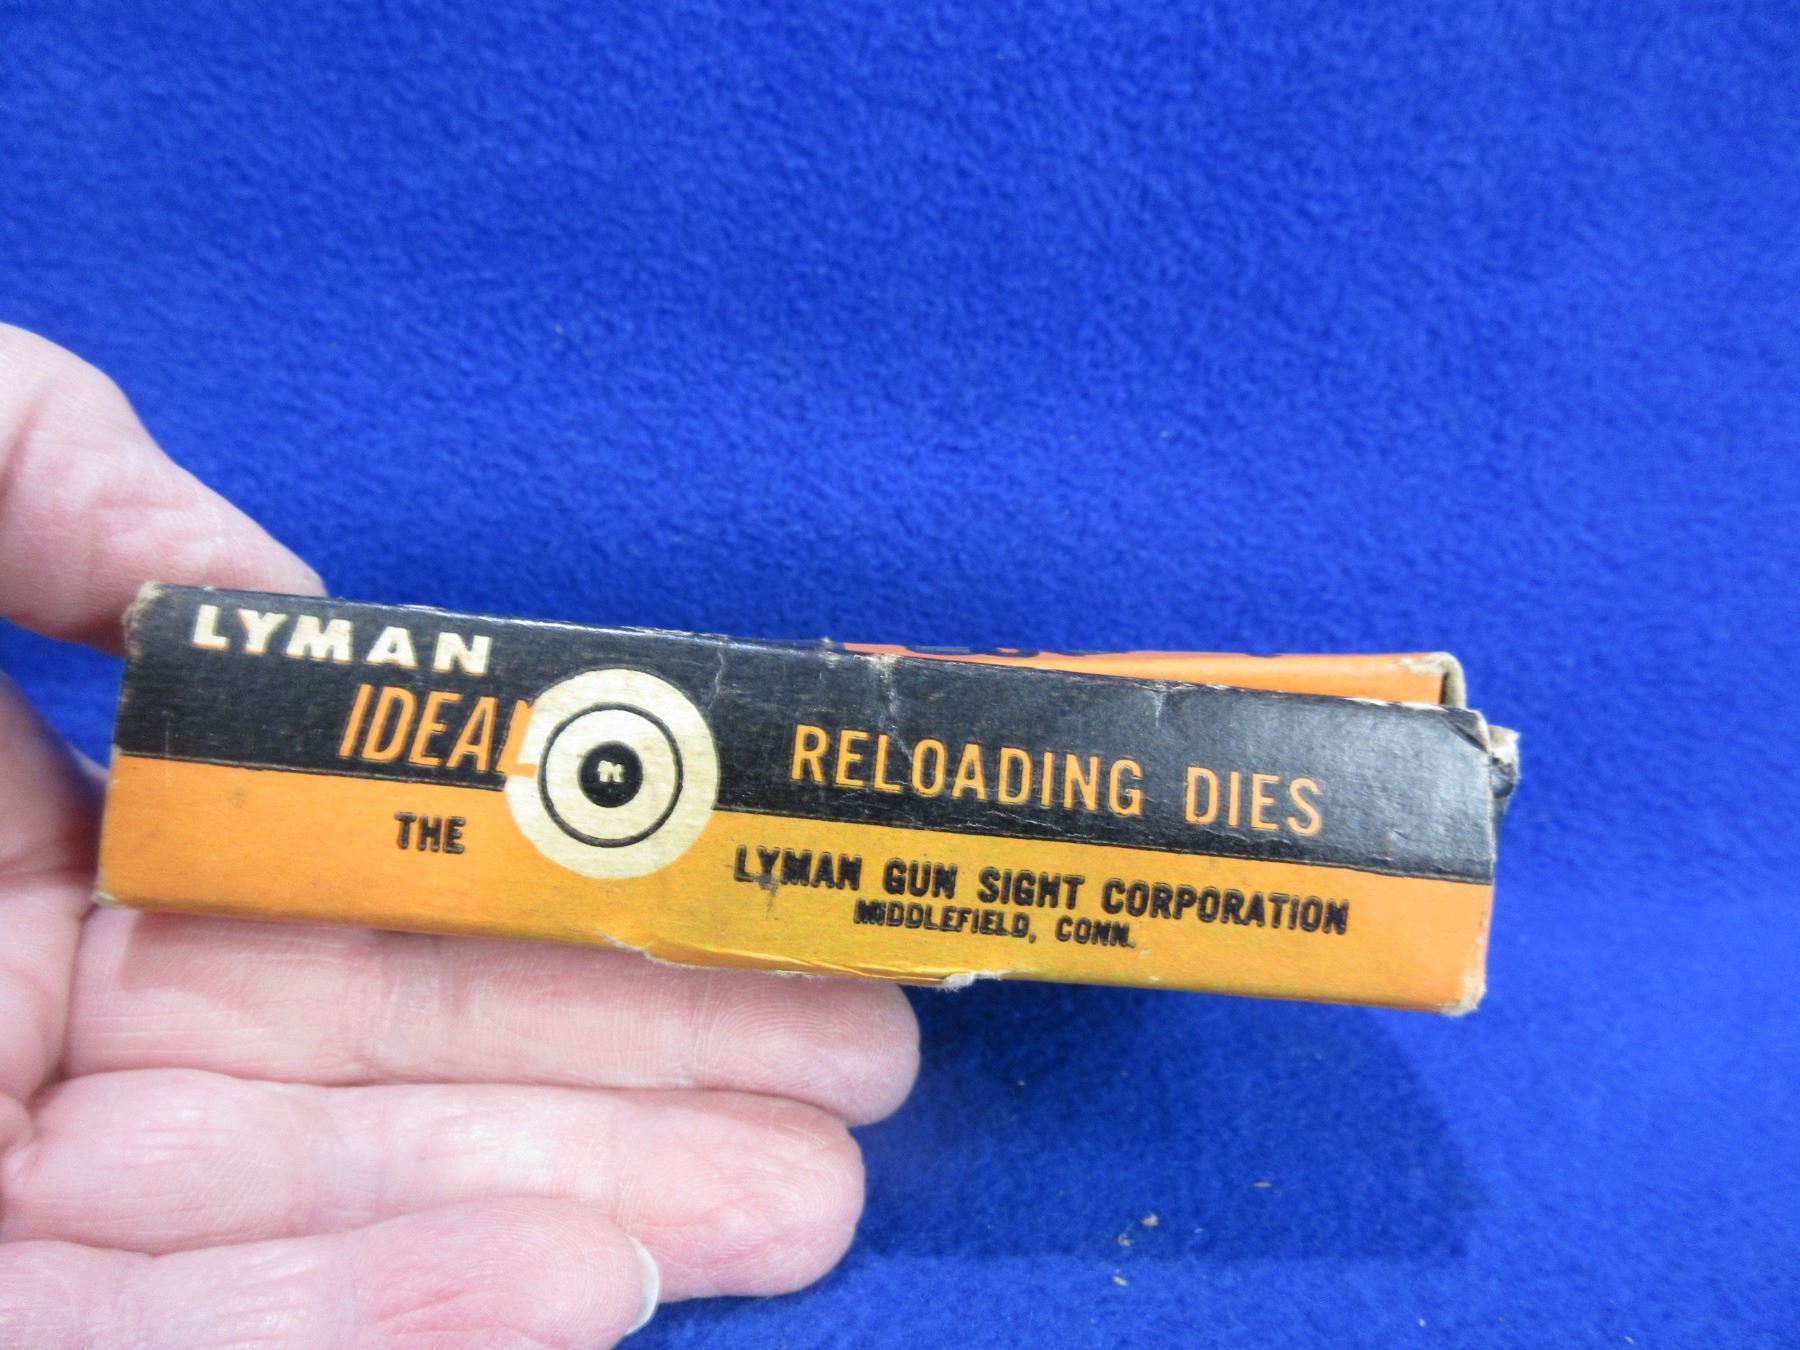 LYMAN
IDEAL
RELOADING DIES
THE
LYMAN GUN SIGHT CORPORATION
MIDDLEFIELD, CONN.